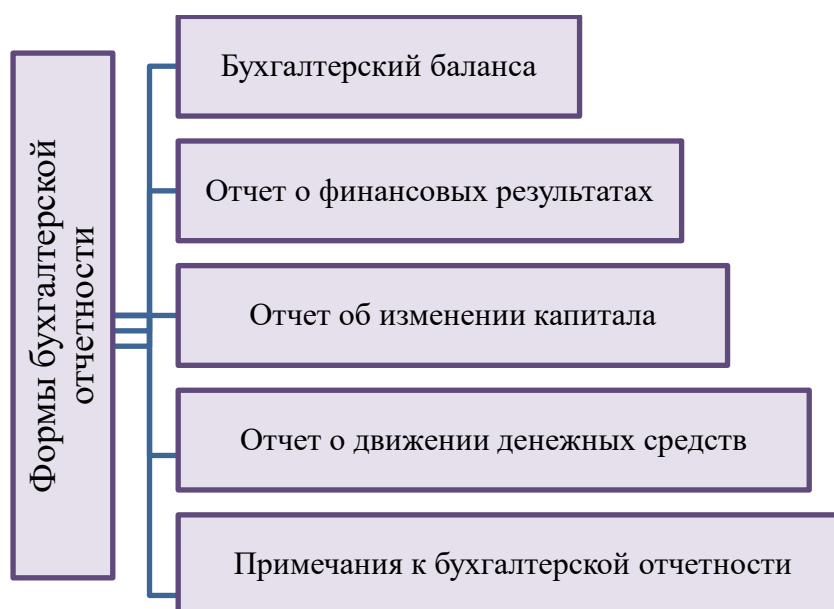 Формы бухгалтерской
отчетности
Бухгалтерский баланса
Отчет о финансовых результатах
Отчет об изменении капитала
Отчет о движении денежных средств
Примечания к бухгалтерской отчетности